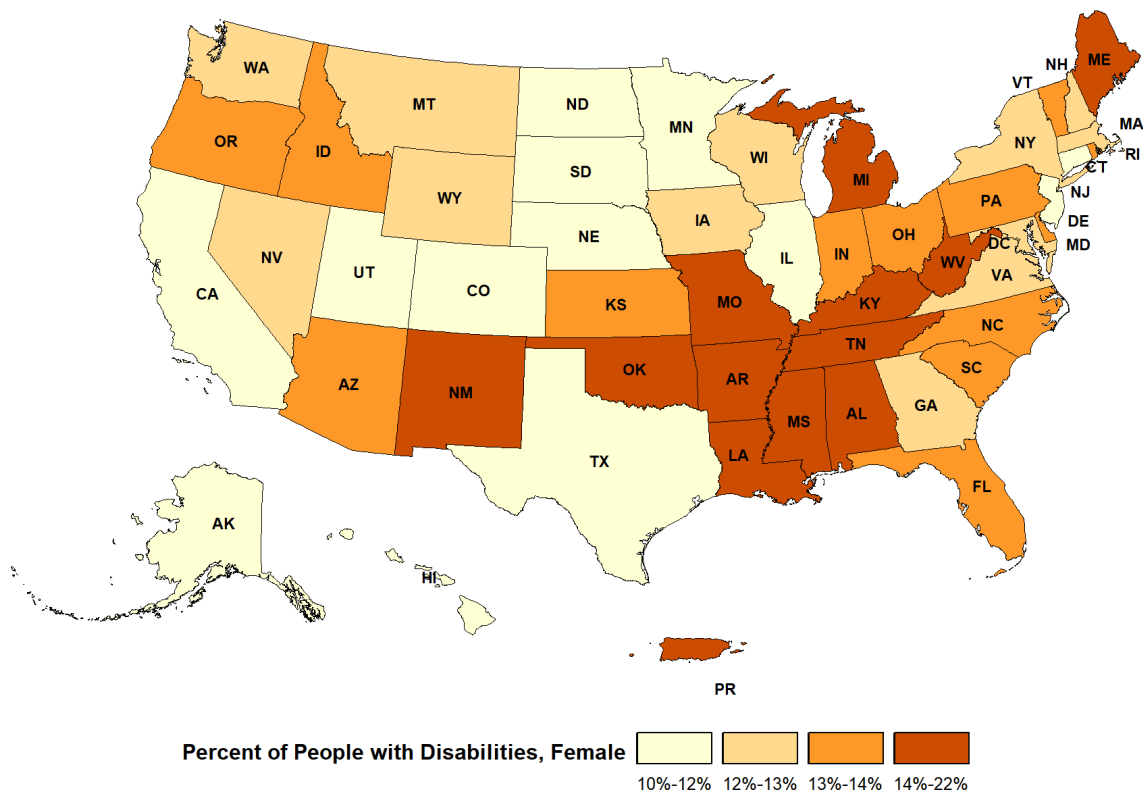 ME
NH
VT
WA
MT
ND
MN
MA
OR
ID
NY
RI
WI
CT
SD
MI
NJ
WY
PA
IA
DE
NE
OH
MD
DC
NV
IL
IN
WV
UT
CO
VA
CA
KS
MO
KY
NC
TN
OK
AR
SC
AZ
NM
GA
MS
AL
LA
TX
FL
AK
HI
PR
Percent of People with Disabilities, Female
10%-12% 12%-13% 13%-14% 14%-22%